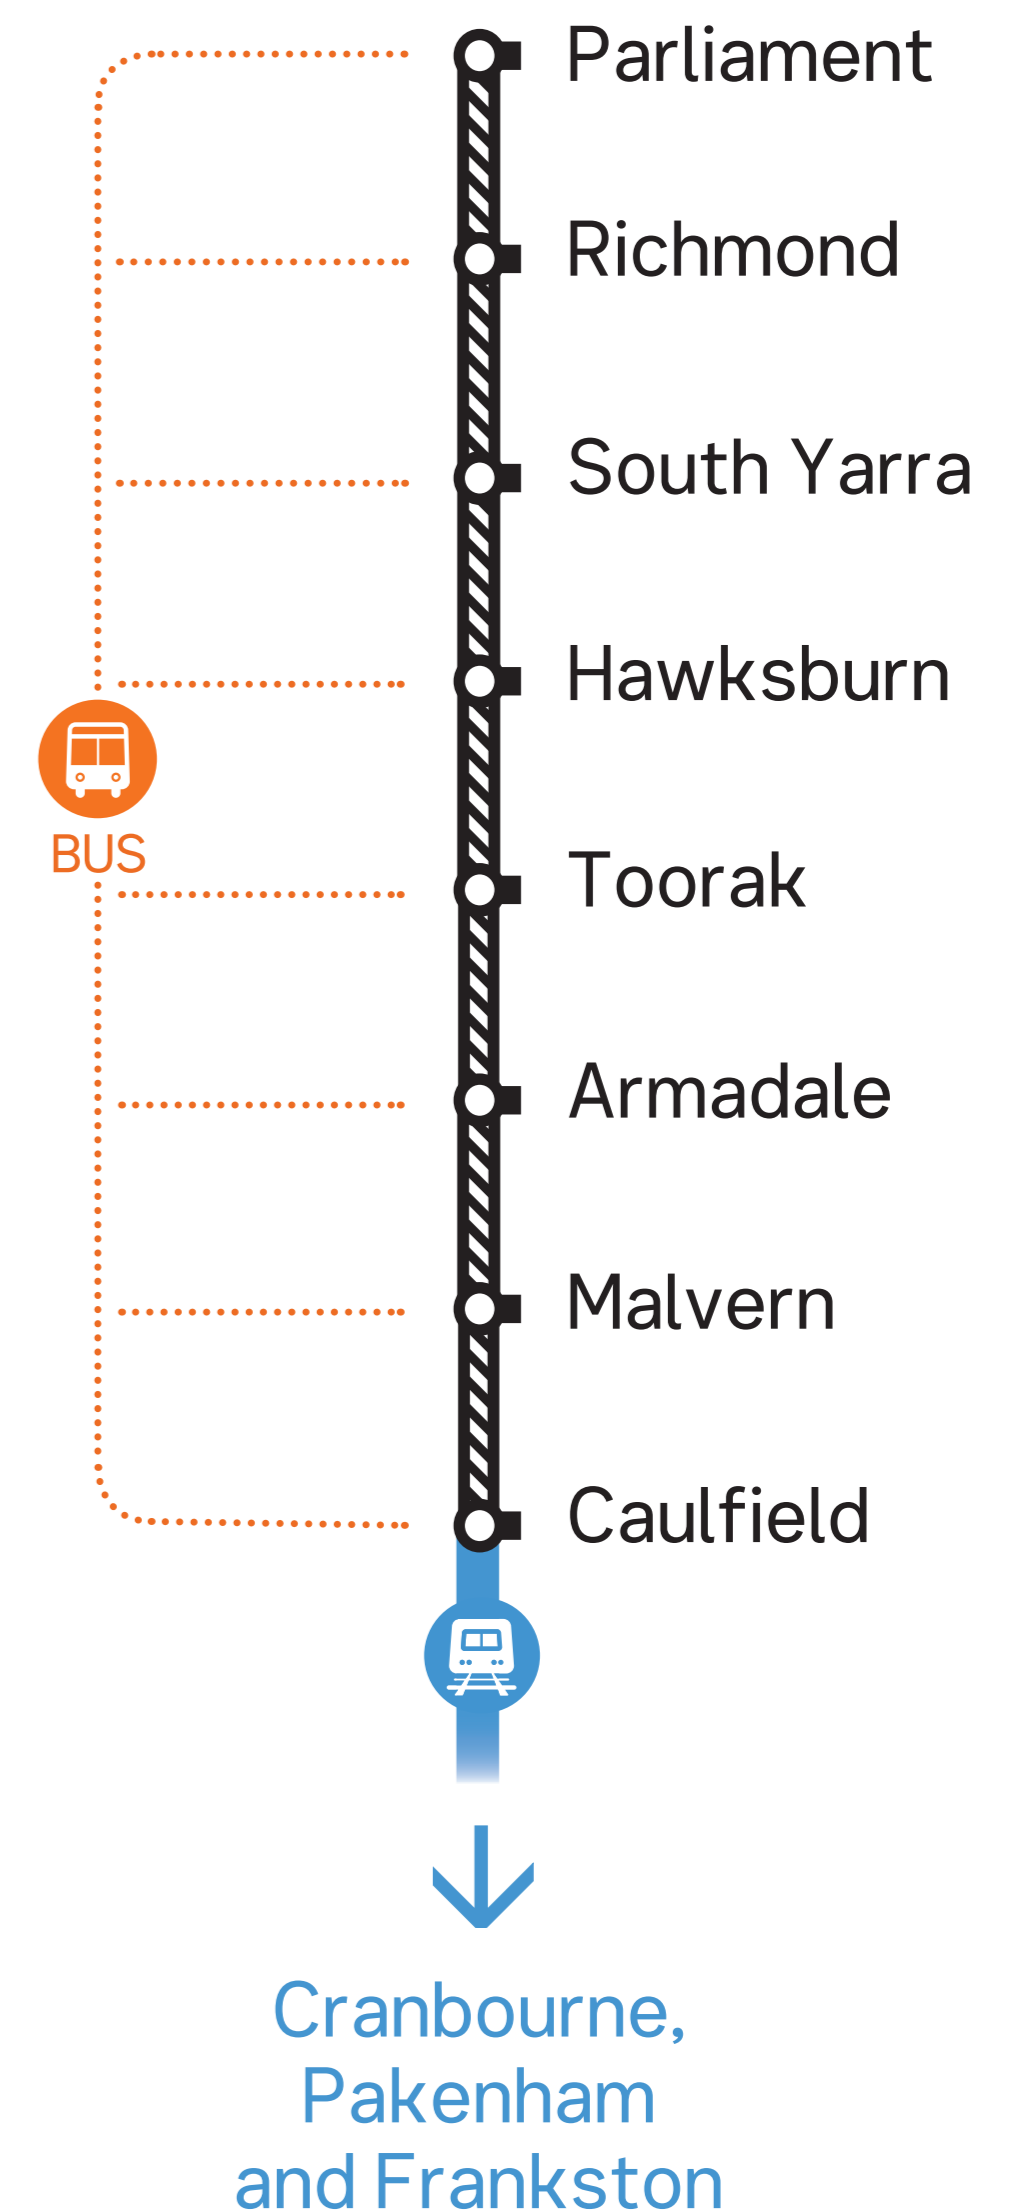 Parliament
Richmond
South Yarra
Hawksburn
BUS
Toorak
Armadale
Malvern
Caulfield
Cranbourne,
Pakenham
and Frankston